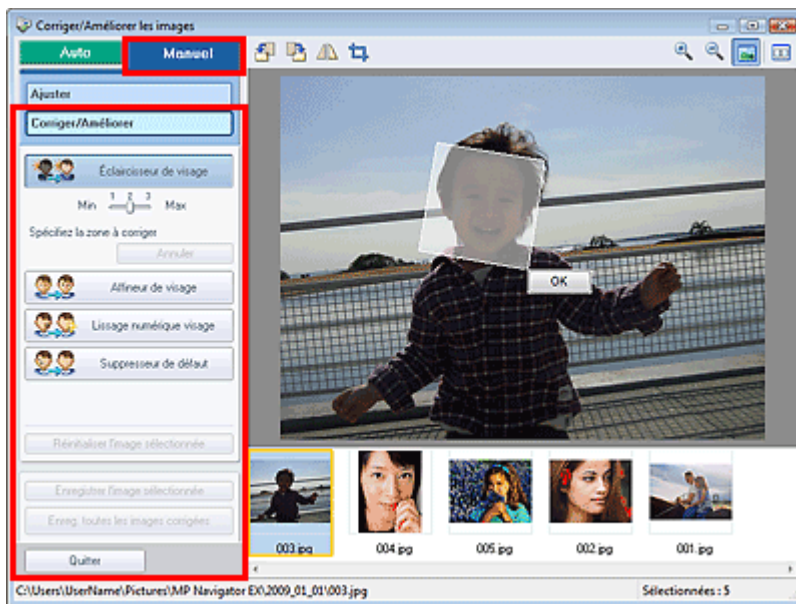 Corriger/Améliorer les images
Auto Manuel
Ajuster
Corriger/Améliorer
Éclaircisseur de visage
1 2 3
Min Max
Spécifiez la zone à corriger
Annuler
OK
Affineur de visage
Lissage numérique visage
Suppresseur de défaut
Réinitialiser l'image sélectionnée
Enregistrer l'image sélectionnée
Enreg. toutes les images corrigées
Quitter
003.jpg 004.jpg 005.jpg 002.jpg 001.jpg
C:\Users\UserName\Pictures\MP Navigator EX\2009_01_01\003.jpg Sélectionnées : 5